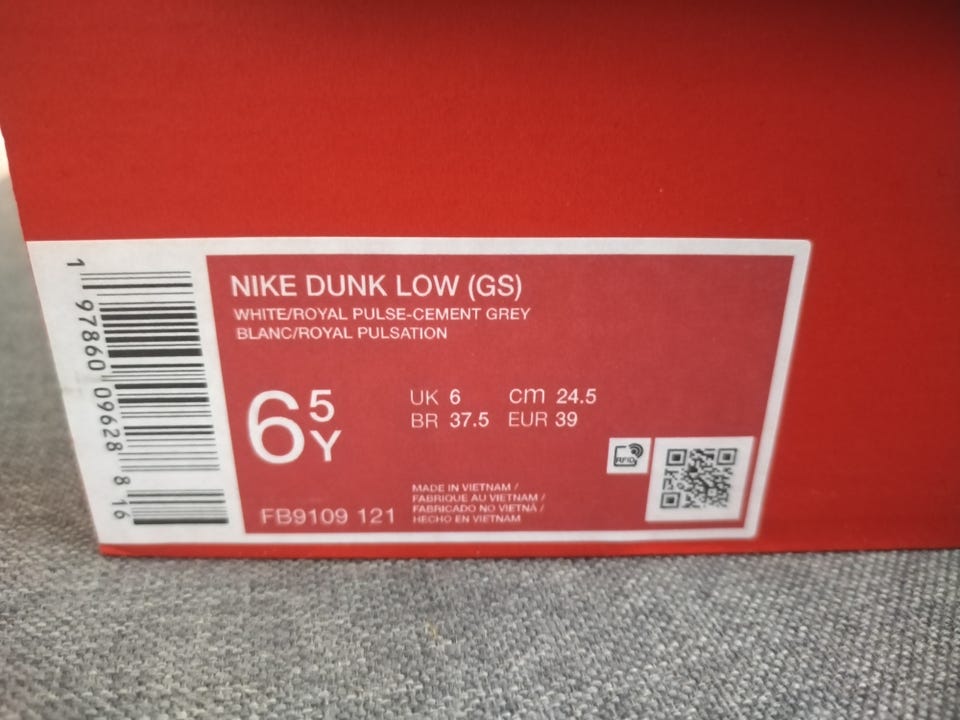 NIKE DUNK LOW (GS)
WHITE/ROYAL PULSE-CEMENT GREY
BLANC/ROYAL PULSATION
6 5 Y
UK 6 cm 24.5
BR 37.5 EUR 39
RFID
MADE IN VIETNAM /
FABRIQUE AU VIETNAM /
FABRICADO NO VIETNÃ /
HECHO EN VIETNAM
FB9109 121
1 97860 09628 8 16